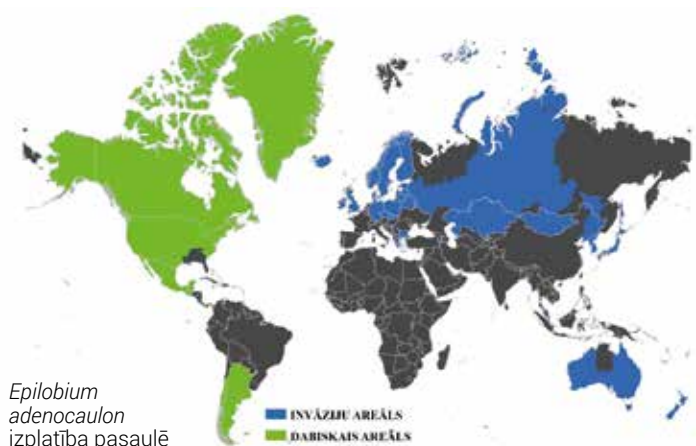 Epilobium
adenocaulon
izplatība pasaulē
INVĀZIJU AREĀLS
DABISKAIS AREĀLS